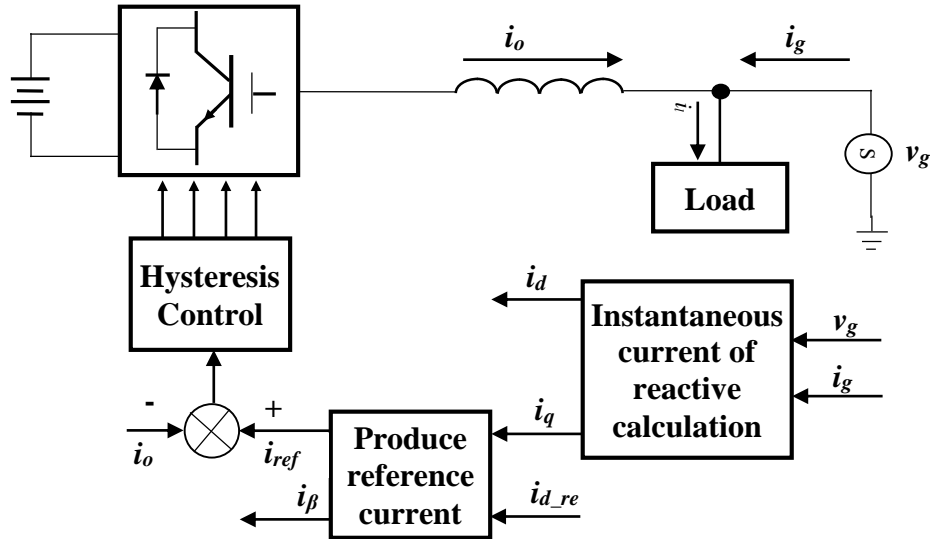 i_o
i_g
i_l
v_g
S
Load
Hysteresis
Control
i_d
Instantaneous
current of
reactive
calculation
v_g
i_g
-
+
i_o
i_ref
i_q
Produce
reference
current
i_β
i_d_re